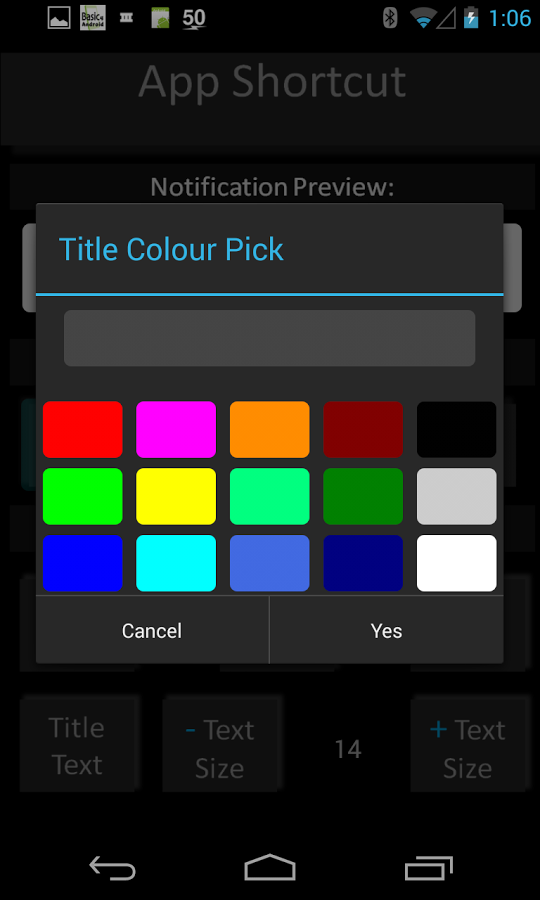 Basic4
Android
50
1:06
App Shortcut
Notification Preview:
Title Colour Pick
Cancel
Yes
Title
Text
- Text
Size
14
+ Text
Size